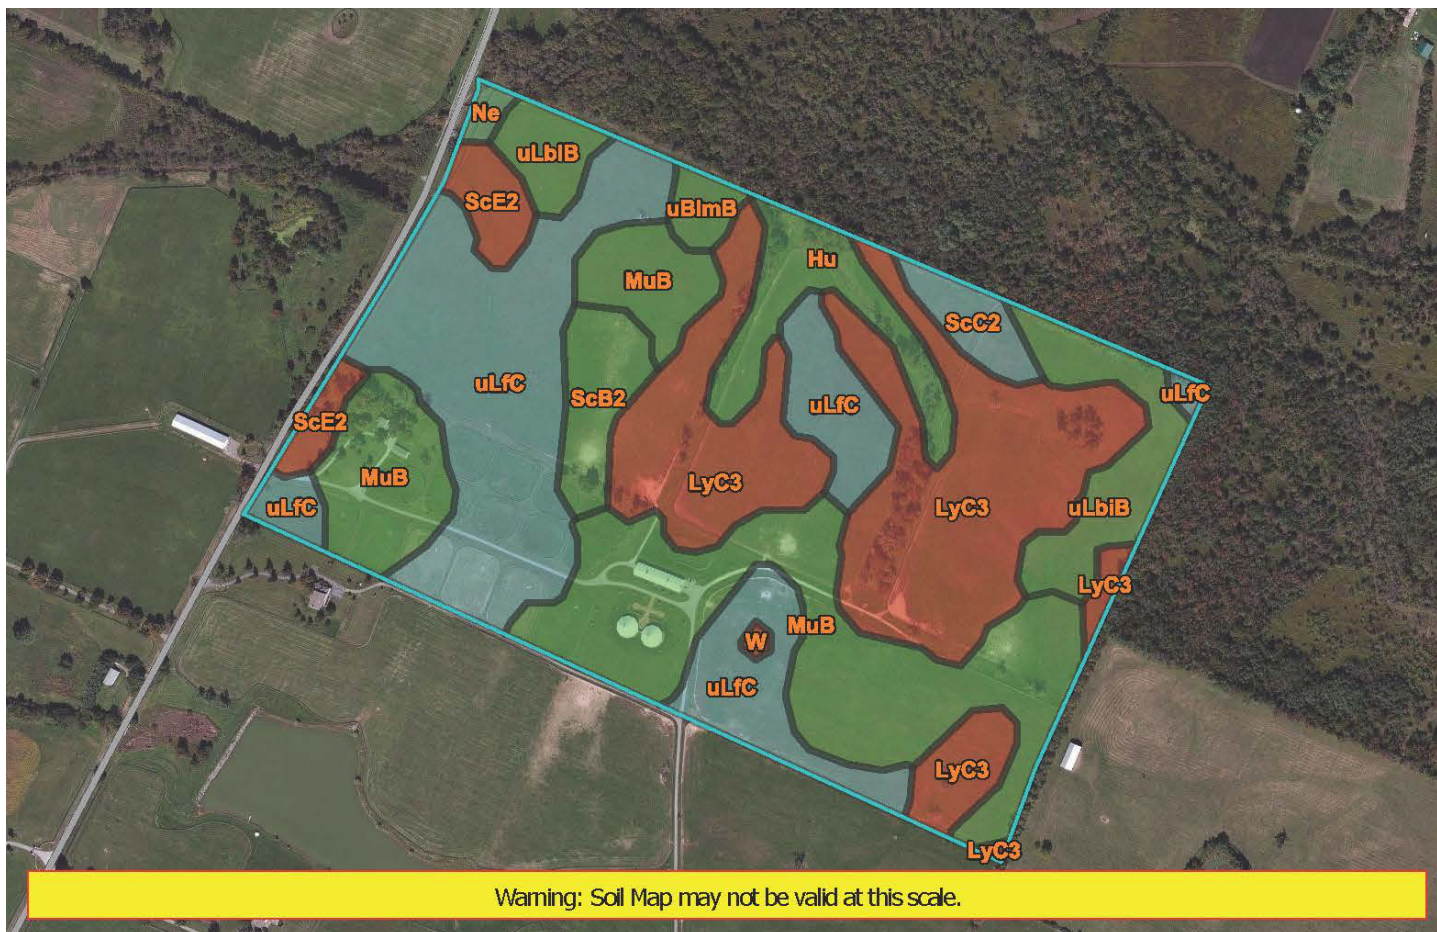 Ne
uLbIB
ScE2
uBlmB
MuB
Hu
ScC2
uLfC
ScB2
uLfC
uLfC
ScE2
MuB
uLfC
LyC3
LyC3
uLbiB
LyC3
W
MuB
uLfC
LyC3
LyC3
Warning: Soil Map may not be valid at this scale.